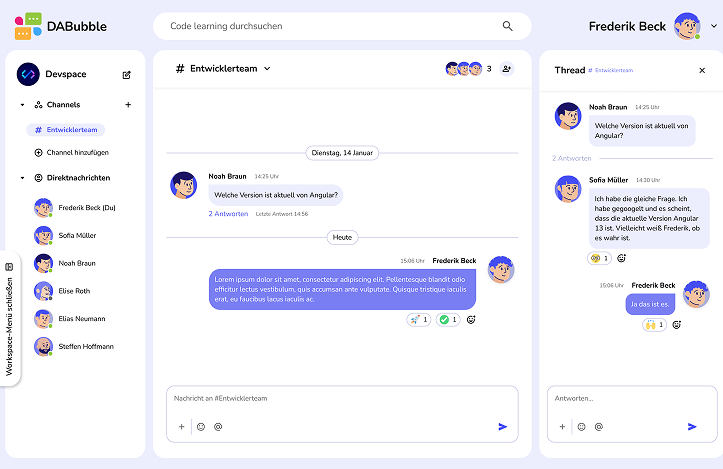 DABubble
Code learning durchsuchen
Frederik Beck
Devspace
Channels
# Entwicklerteam
Channel hinzufügen
Direktnachrichten
Frederik Beck (Du)
Sofia Müller
Noah Braun
Elise Roth
Elias Neumann
Steffen Hoffmann
Workspace-Menü schließen
# Entwicklerteam
3
Dienstag, 14 Januar
Noah Braun 14:25 Uhr
Welche Version ist aktuell von Angular?
2 Antworten Letzte Antwort 14:56
Heute
15:06 Uhr Frederik Beck
Lorem ipsum dolor sit amet, consectetur adipiscing elit. Pellentesque blandit odio
efficitur lectus vestibulum, quis accumsan ante vulputate. Quisque tristique iaculis
erat, eu faucibus lacus iaculis ac.
1
1
Nachricht an #Entwicklerteam
+ @
Thread # Entwicklerteam
Noah Braun 14:25 Uhr
Welche Version ist aktuell von
Angular?
2 Antworten
Sofia Müller 14:30 Uhr
Ich habe die gleiche Frage. Ich
habe gegoogelt und es scheint,
dass die aktuelle Version Angular
13 ist. Vielleicht weiß Frederik, ob
es wahr ist.
1
15:06 Uhr Frederik Beck
Ja das ist es.
1
Antworten...
+ @